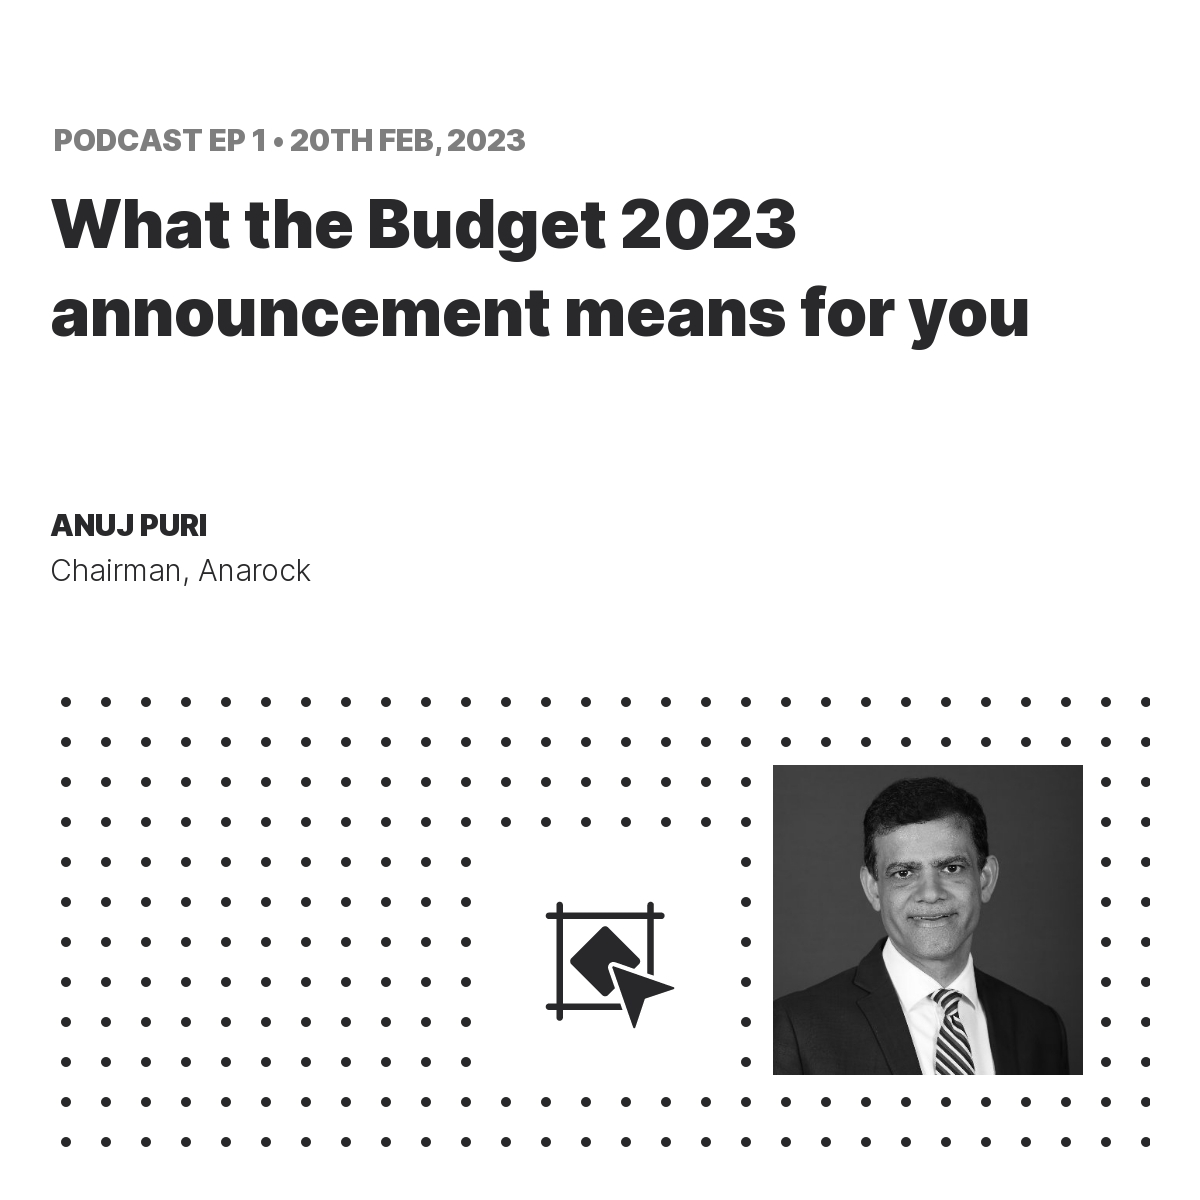 PODCAST EP 1 • 20TH FEB, 2023
What the Budget 2023
announcement means for you
ANUJ PURI
Chairman, Anarock